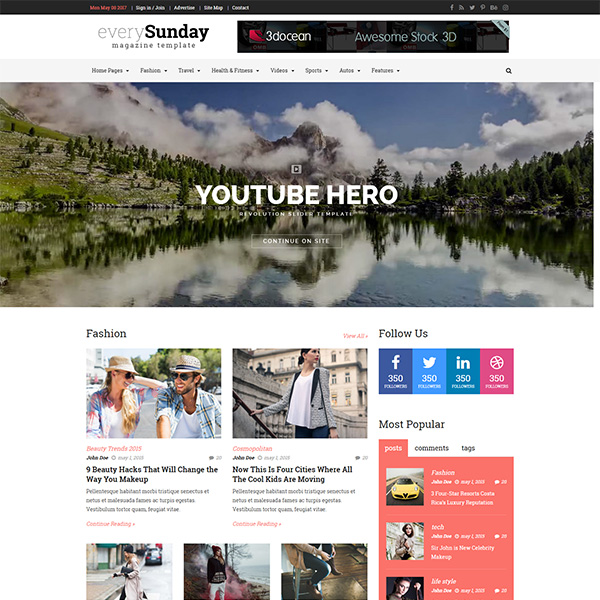 Mon May 08 2017 | Sign in / Join | Advertise | Site Map | Contact
everySunday
magazine template
3docean Awesome Stock 3D
Home Pages Fashion Travel Health & Fitness Videos Sports Autos Features
YOUTUBE HERO
REVOLUTION SLIDER TEMPLATE
CONTINUE ON SITE
Fashion
View All »
Beauty Trends 2015
John Doe may 1, 2015 20
9 Beauty Hacks That Will Change the
Way You Makeup
Pellentesque habitant morbi tristique senectus et
netus et malesuada fames ac turpis egestas.
Vestibulum tortor quam, feugiat vitae.
Continue Reading »
Cosmopolitan
John Doe may 1, 2015 20
Now This Is Four Cities Where All
The Cool Kids Are Moving
Pellentesque habitant morbi tristique senectus et
netus et malesuada fames ac turpis egestas.
Vestibulum tortor quam, feugiat vitae.
Continue Reading »
Follow Us
350 350 350 350
FOLLOWERS FOLLOWERS FOLLOWERS FOLLOWERS
Most Popular
posts comments tags
Fashion
John Doe may 1, 2015 20
3 Four-Star Resorts Costa
Rica's Luxury Reputation
tech
John Doe may 1, 2015 20
Sir John is New Celebrity
Makeup
life style
John Doe may 1, 2015 20